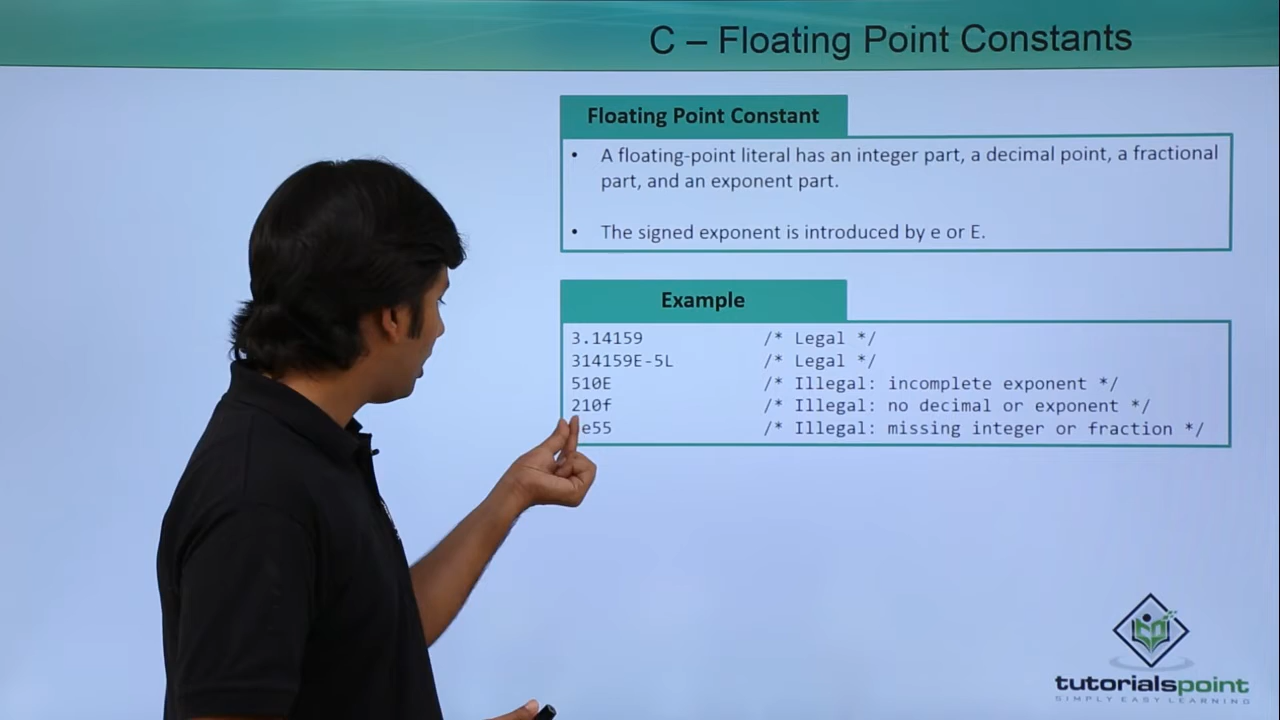 C – Floating Point Constants
Floating Point Constant
• A floating-point literal has an integer part, a decimal point, a fractional
part, and an exponent part.
• The signed exponent is introduced by e or E.
Example
3.14159 /* Legal */
314159E-5L /* Legal */
510E /* Illegal: incomplete exponent */
210f /* Illegal: no decimal or exponent */
e55 /* Illegal: missing integer or fraction */
tutorialspoint
SIMPLY EASY LEARNING